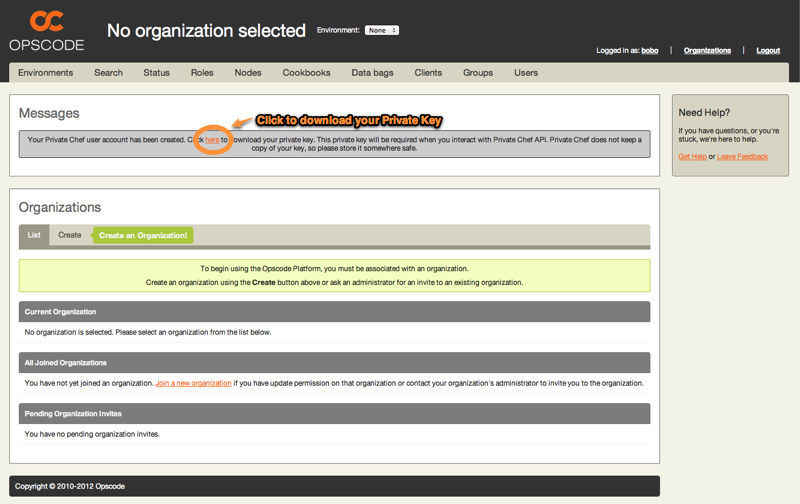 OPSCODE
No organization selected
Environment: None
Logged in as: bobo | Organizations | Logout
Environments Search Status Roles Nodes Cookbooks Data bags Clients Groups Users
Messages
Click to download your Private Key
Your Private Chef user account has been created. Click here to download your private key. This private key will be required when you interact with Private Chef API. Private Chef does not keep a
copy of your key, so please store it somewhere safe.
Need Help?
If you have questions, or you're
stuck, we're here to help.
Get Help or Leave Feedback
Organizations
List Create Create an Organization!
To begin using the Opscode Platform, you must be associated with an organization.
Create an organization using the Create button above or ask an administrator for an invite to an existing organization.
Current Organization
No organization is selected. Please select an organization from the list below.
All Joined Organizations
You have not yet joined an organization. Join a new organization if you have update permission on that organization or contact your organization's administrator to invite you to the organization.
Pending Organization Invites
You have no pending organization invites.
Copyright © 2010-2012 Opscode